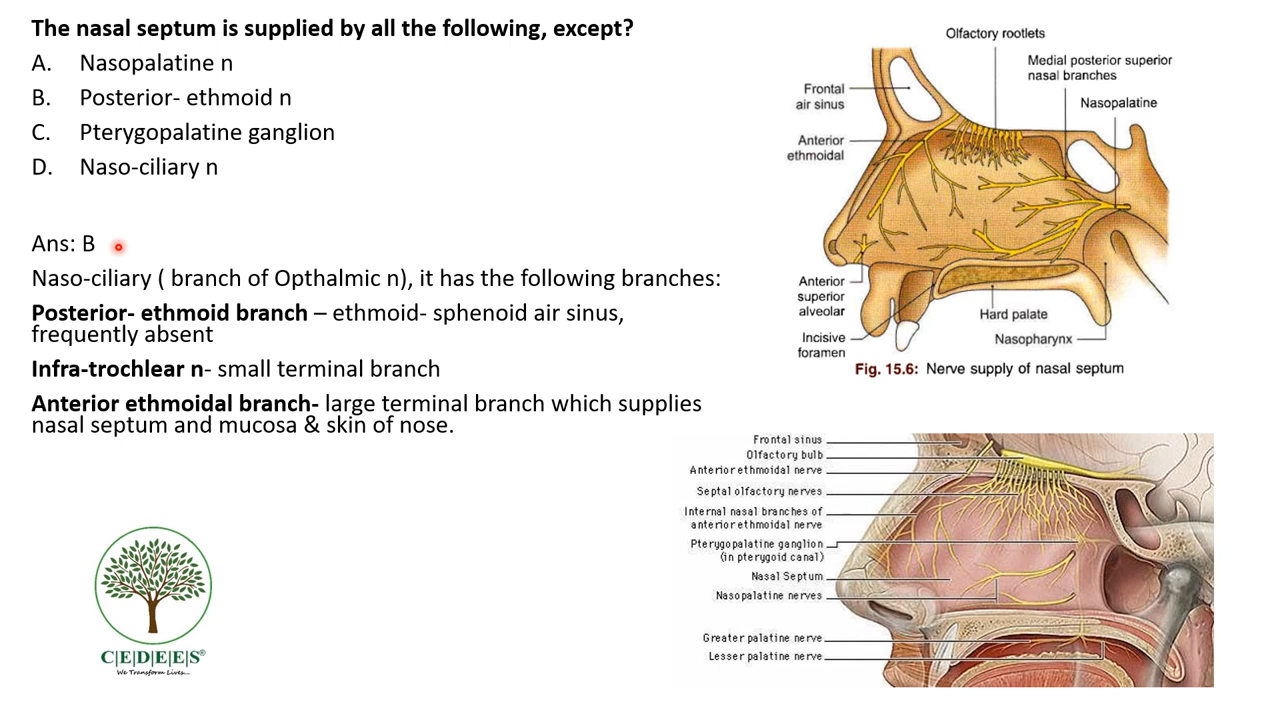 The nasal septum is supplied by all the following, except?
A. Nasopalatine n
B. Posterior- ethmoid n
C. Pterygopalatine ganglion
D. Naso-ciliary n
Ans: B
Naso-ciliary ( branch of Opthalmic n), it has the following branches:
Posterior- ethmoid branch – ethmoid- sphenoid air sinus,
frequently absent
Infra-trochlear n- small terminal branch
Anterior ethmoidal branch- large terminal branch which supplies
nasal septum and mucosa & skin of nose.
C|E|D|E|E|S®
We Transform Lives...
Olfactory rootlets
Medial posterior superior
nasal branches
Nasopalatine
Frontal
air sinus
Anterior
ethmoidal
Anterior
superior
alveolar
Hard palate
Incisive
foramen
Nasopharynx
Fig. 15.6: Nerve supply of nasal septum
Frontal sinus
Olfactory bulb
Anterior ethmoidal nerve
Septal olfactory nerves
Internal nasal branches of
anterior ethmoidal nerve
Pterygopalatine ganglion
(in pterygoid canal)
Nasal Septum
Nasopalatine nerves
Greater palatine nerve
Lesser palatine nerve